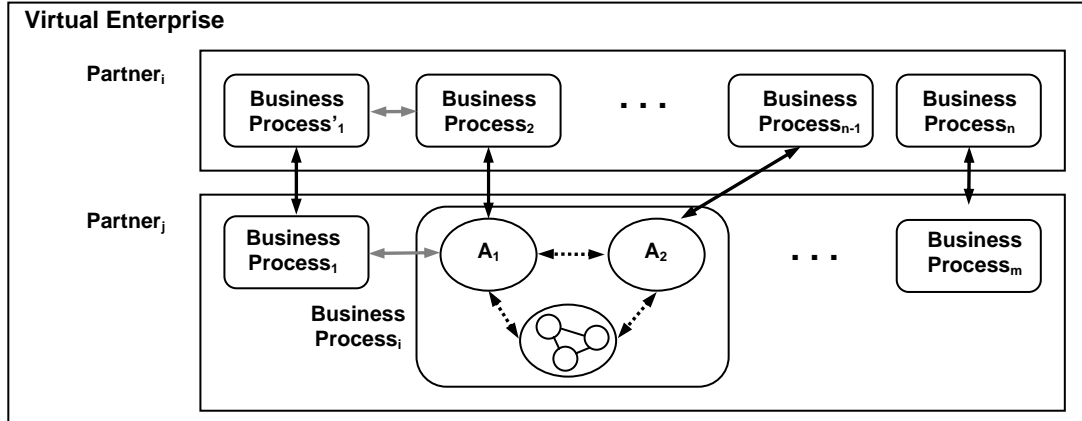 Virtual Enterprise
Partnerᵢ
Business
Process’₁
Business
Process₂
. . .
Business
Processₙ₋₁
Business
Processₙ
Partnerⱼ
Business
Process₁
A₁
A₂
. . .
Business
Processₘ
Business
Processᵢ